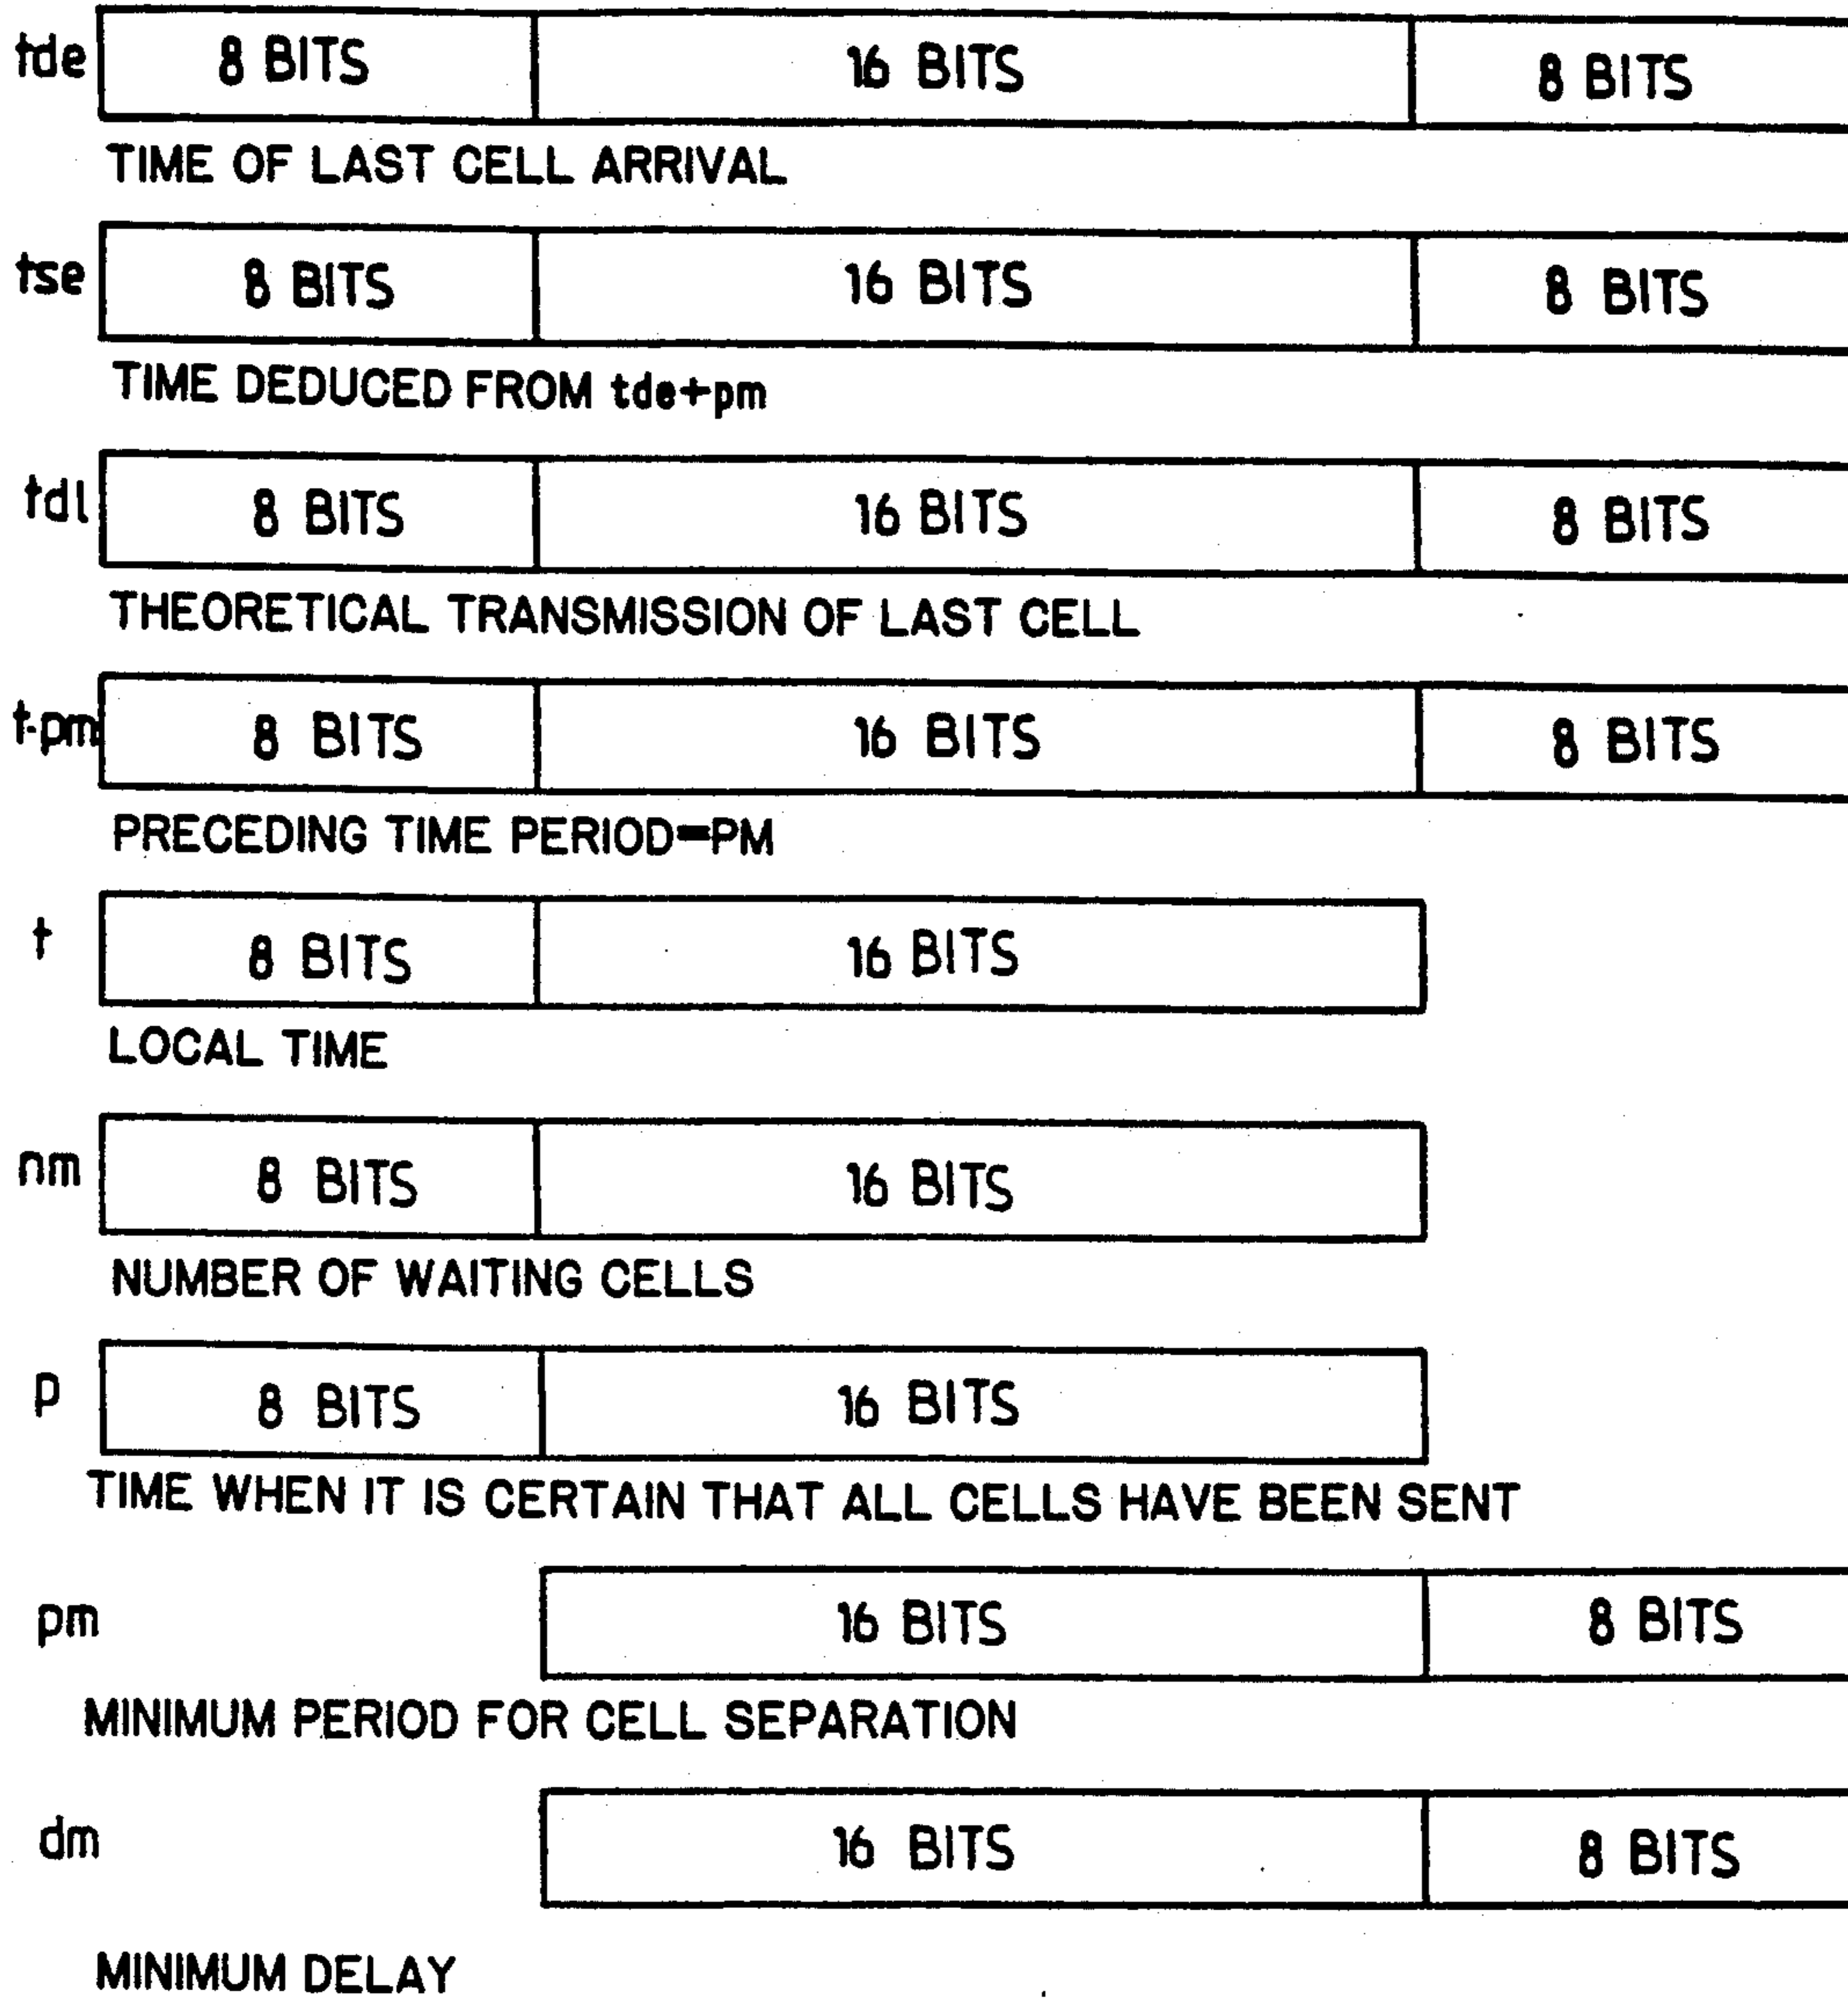 tde 8 BITS 16 BITS 8 BITS
TIME OF LAST CELL ARRIVAL
tse 8 BITS 16 BITS 8 BITS
TIME DEDUCED FROM tde+pm
tdl 8 BITS 16 BITS 8 BITS
THEORETICAL TRANSMISSION OF LAST CELL
t-pm 8 BITS 16 BITS 8 BITS
PRECEDING TIME PERIOD=PM
t 8 BITS 16 BITS
LOCAL TIME
nm 8 BITS 16 BITS
NUMBER OF WAITING CELLS
p 8 BITS 16 BITS
TIME WHEN IT IS CERTAIN THAT ALL CELLS HAVE BEEN SENT
pm 16 BITS 8 BITS
MINIMUM PERIOD FOR CELL SEPARATION
dm 16 BITS 8 BITS
MINIMUM DELAY